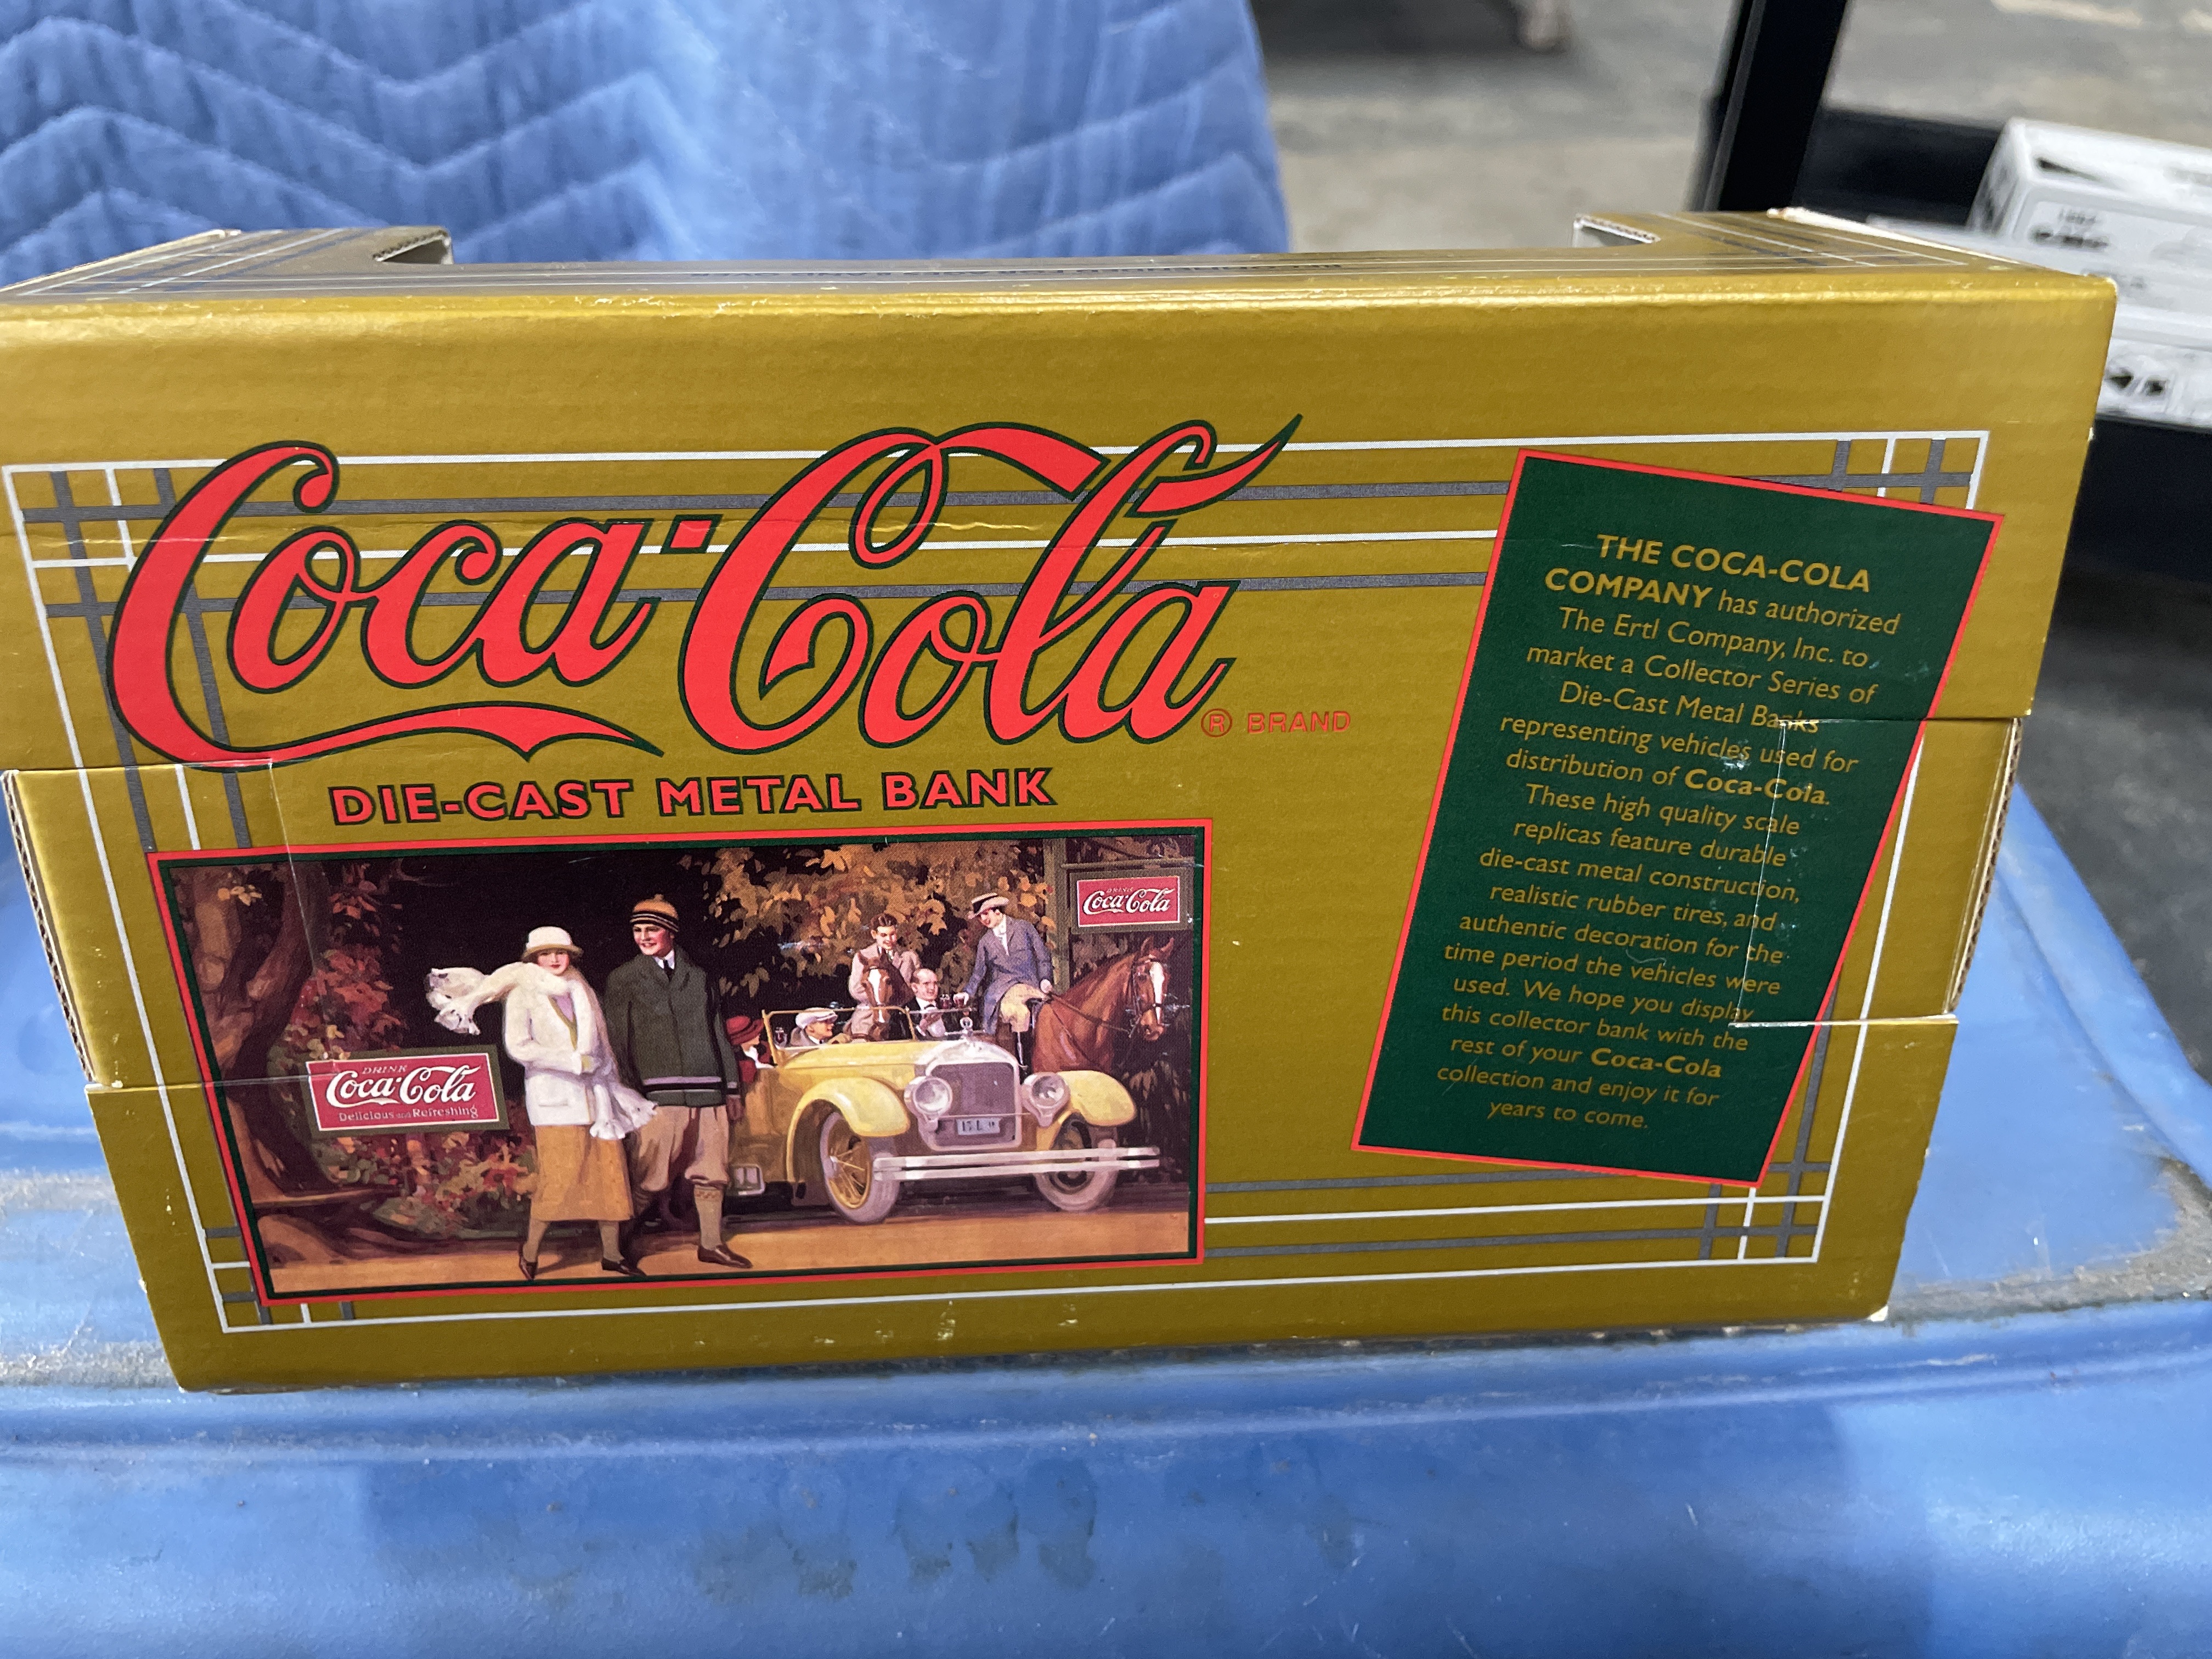 Coca-Cola
® BRAND
DIE-CAST METAL BANK
DRINK
Coca-Cola
Delicious and Refreshing
DRINK
Coca-Cola
THE COCA-COLA
COMPANY has authorized
The Ertl Company, Inc. to
market a Collector Series of
Die-Cast Metal Banks
representing vehicles used for
distribution of Coca-Cola.
These high quality scale
replicas feature durable
die-cast metal construction,
realistic rubber tires, and
authentic decoration for the
time period the vehicles were
used. We hope you display
this collector bank with the
rest of your Coca-Cola
collection and enjoy it for
years to come.